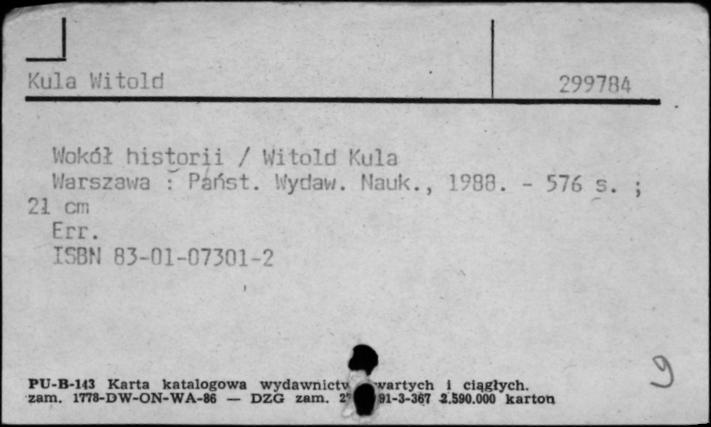 Kula Witold 299784
Wokół historii / Witold Kula
Warszawa : Państ. Wydaw. Nauk., 1988. - 576 s. ;
21 cm
Err.
ISBN 83-01-07301-2
9
PU-B-143 Karta katalogowa wydawnictw wartych i ciągłych.
zam. 1778-DW-ON-WA-86 — DZG zam. 91-3-367 2.590.000 karton